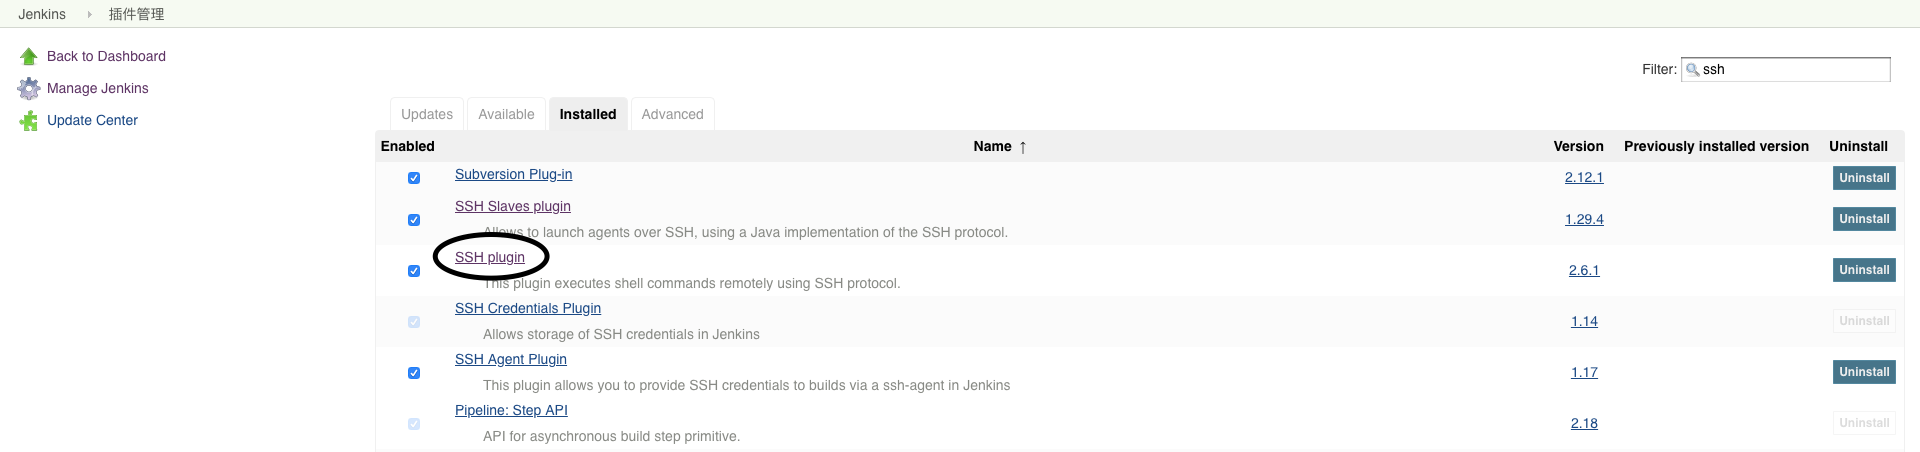 Jenkins 插件管理
Back to Dashboard
Manage Jenkins
Update Center
Filter: ssh
Updates Available Installed Advanced
Enabled Name ↑ Version Previously installed version Uninstall
Subversion Plug-in 2.12.1 Uninstall
SSH Slaves plugin
Allows to launch agents over SSH, using a Java implementation of the SSH protocol. 1.29.4 Uninstall
SSH plugin
This plugin executes shell commands remotely using SSH protocol. 2.6.1 Uninstall
SSH Credentials Plugin
Allows storage of SSH credentials in Jenkins 1.14 Uninstall
SSH Agent Plugin
This plugin allows you to provide SSH credentials to builds via a ssh-agent in Jenkins 1.17 Uninstall
Pipeline: Step API
API for asynchronous build step primitive. 2.18 Uninstall